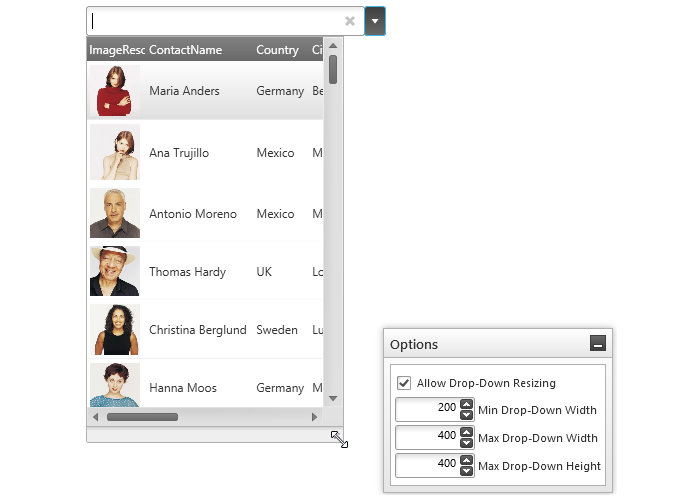 ImageResc ContactName Country Ci
Maria Anders Germany Be
Ana Trujillo Mexico M
Antonio Moreno Mexico M
Thomas Hardy UK Lo
Christina Berglund Sweden Lu
Hanna Moos Germany M
Options
Allow Drop-Down Resizing
200 Min Drop-Down Width
400 Max Drop-Down Width
400 Max Drop-Down Height